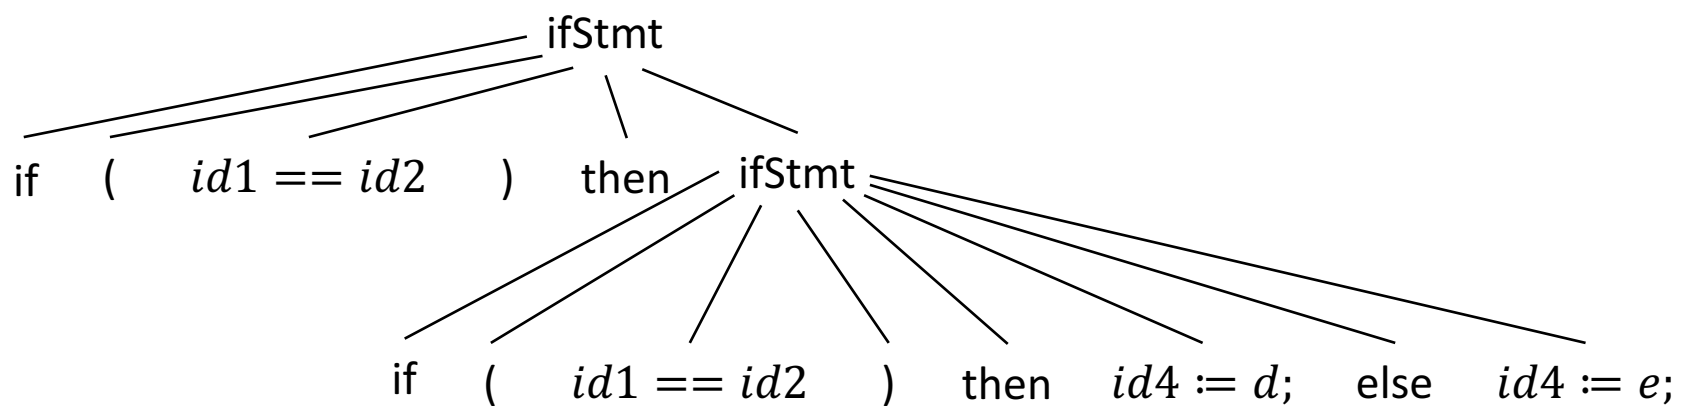 ifStmt
if ( id1 == id2 ) then ifStmt
if ( id1 == id2 ) then id4 := d; else id4 := e;